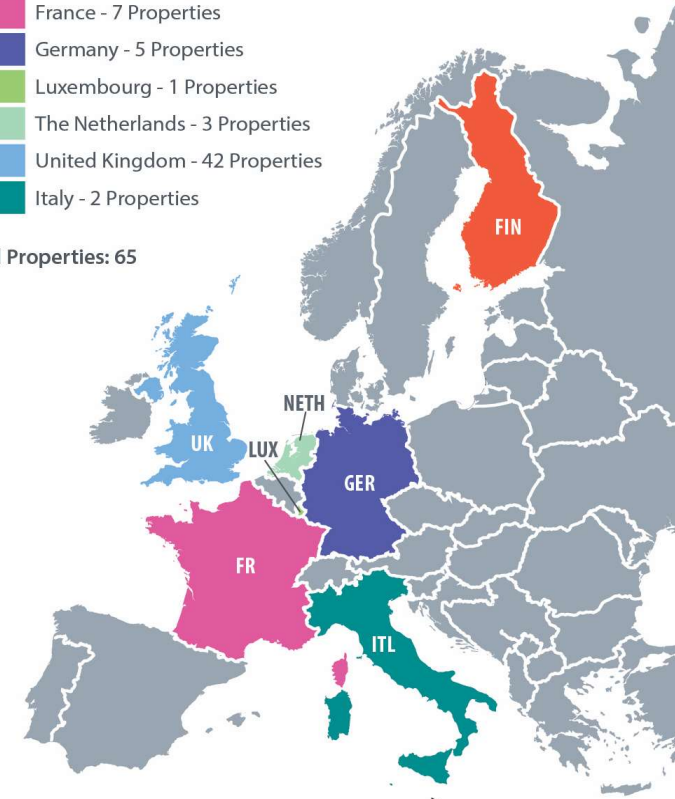 France - 7 Properties
Germany - 5 Properties
Luxembourg - 1 Properties
The Netherlands - 3 Properties
United Kingdom - 42 Properties
Italy - 2 Properties
Properties: 65
FIN
NETH
UK
LUX
GER
FR
ITL